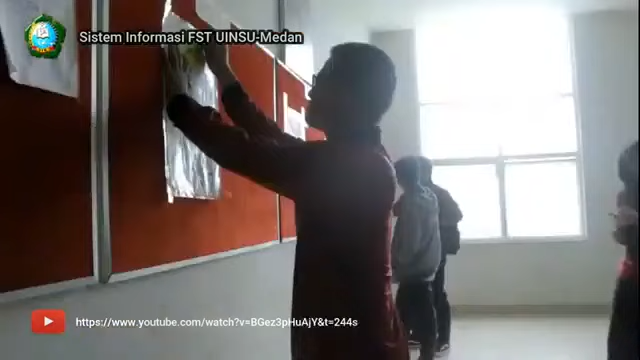 Sistem Informasi FST UINSU-Medan
https://www.youtube.com/watch?v=BGez3pHuAjY&t=244s